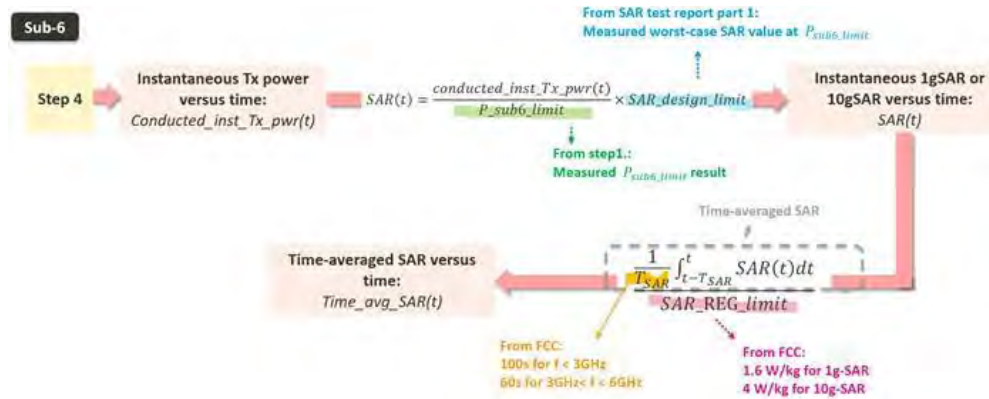 Sub-6
From SAR test report part 1:
Measured worst-case SAR value at P_sub6_limit
Step 4
Instantaneous Tx power
versus time:
Conducted_inst_Tx_pwr(t)
SAR(t) = conducted_inst_Tx_pwr(t) / P_sub6_limit × SAR_design_limit
Instantaneous 1gSAR or
10gSAR versus time:
SAR(t)
From step1.:
Measured P_sub6_limit result
Time-averaged SAR
Time-averaged SAR versus
time:
Time_avg_SAR(t)
1/T_SAR ∫_{t−T_SAR}^{t} SAR(t)dt
SAR_REG_limit
From FCC:
100s for f < 3GHz
60s for 3GHz< f < 6GHz
From FCC:
1.6 W/kg for 1g-SAR
4 W/kg for 10g-SAR